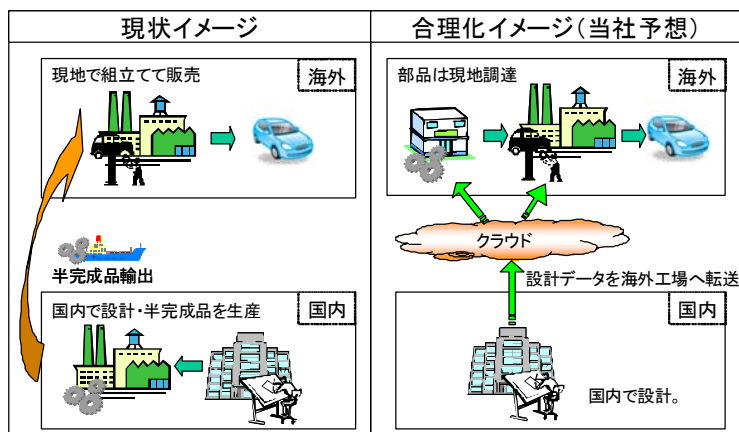 現状イメージ
合理化イメージ(当社予想)
現地で組立てて販売
海外
半完成品輸出
国内で設計・半完成品を生産
国内
部品は現地調達
海外
クラウド
設計データを海外工場へ転送
国内
国内で設計。